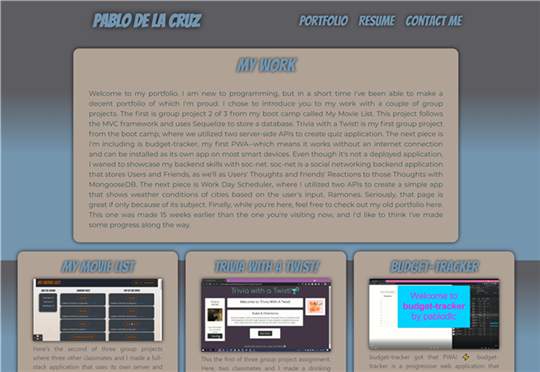 PABLO DE LA CRUZ
PORTFOLIO RESUME CONTACT ME
MY WORK
Welcome to my portfolio. I am new to programming, but in a short time I've been able to make a
decent portfolio of which I'm proud. I chose to introduce you to my work with a couple of group
projects. The first is group project 2 of 3 from my boot camp called My Movie List. This project follows
the MVC framework and uses Sequelize to store a database. Trivia with a Twist! is my first group project
from the boot camp, where we utilized two server-side APIs to create quiz application. The next piece is
I'm including is budget-tracker, my first PWA--which means it works without an internet connection
and can be installed as its own app on most smart devices. Even though it's not a deployed application,
I waned to showcase my backend skills with soc-net. soc-net is a social networking backend application
that stores Users and Friends, as we'll as Users' Thoughts and friends' Reactions to those Thoughts with
MongooseDB. The next piece is Work Day Scheduler, where I utilized two APIs to create a simple app
that shows weather conditions of cities based on the user's input. Ramones. Seriously, that page is
great if only because of its subject. Finally, while you're here, feel free to check out my old portfolio here.
This one was made 15 weeks earlier than the one you're visiting now, and I'd like to think I've made
some progress along the way.
MY MOVIE LIST
Here's the second of three group projects
where three other classmates and I made a full-
stack application that uses its own server and
TRIVIA WITH A TWIST!
Trivia with a Twist!
Welcome to Trivia With A Twist!
This the first of three group project assignment.
Here, two classmates and I made a drinking
BUDGET-TRACKER
Welcome to
budget-tracker
by pablodlc
budget-tracker got that PWA! ⚡ budget-
tracker is a progressive web application that